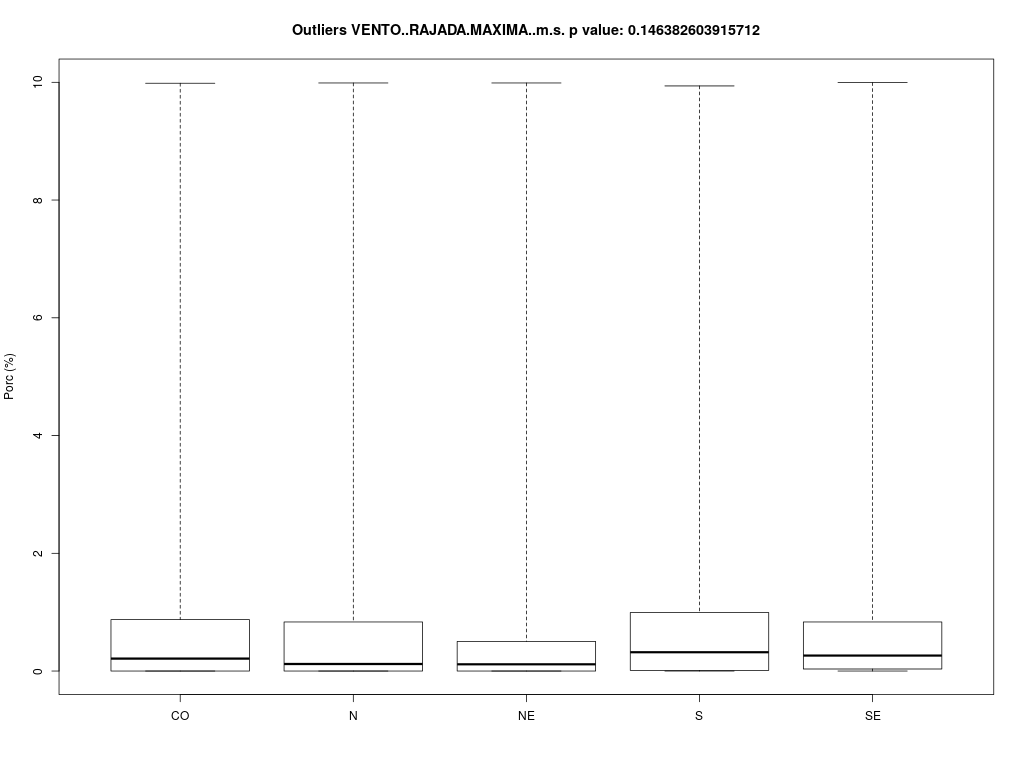 Outliers VENTO..RAJADA.MAXIMA..m.s. p value: 0.146382603915712
10
8
6
4
2
0
Porc (%)
CO N NE S SE